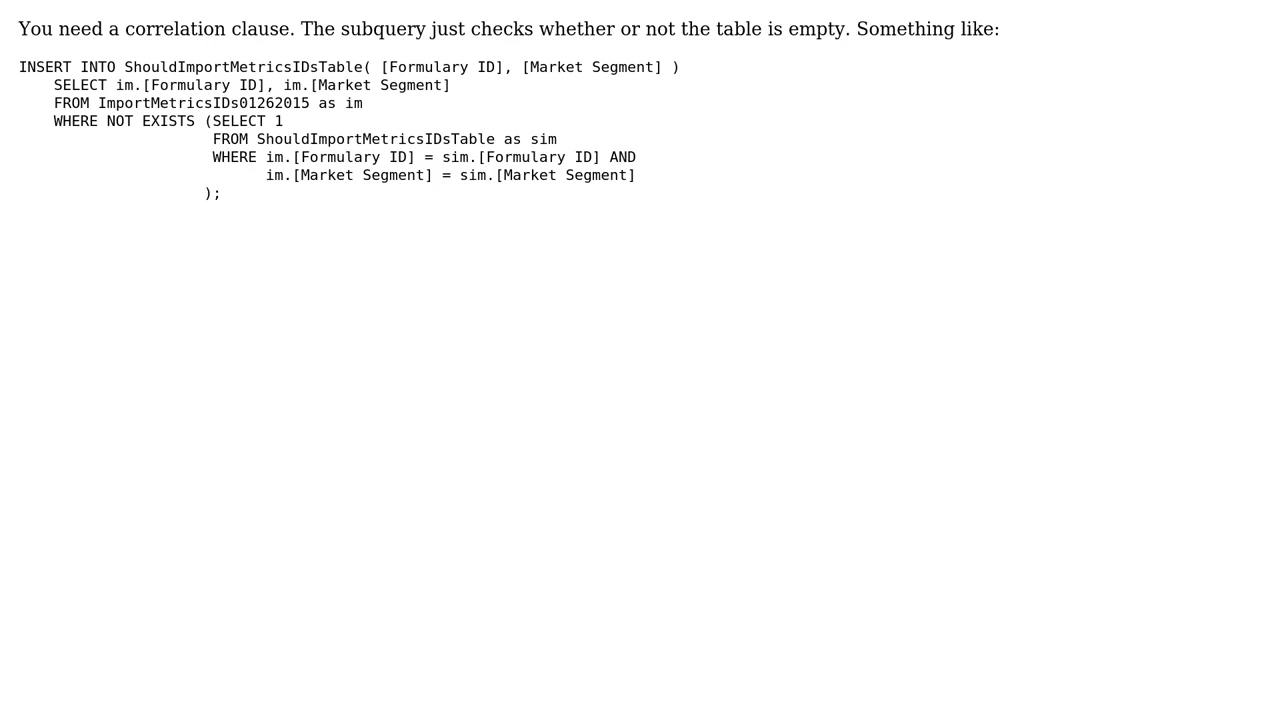 You need a correlation clause. The subquery just checks whether or not the table is empty. Something like:
INSERT INTO ShouldImportMetricsIDsTable( [Formulary ID], [Market Segment] )
    SELECT im.[Formulary ID], im.[Market Segment]
    FROM ImportMetricsIDs01262015 as im
    WHERE NOT EXISTS (SELECT 1
                      FROM ShouldImportMetricsIDsTable as sim
                      WHERE im.[Formulary ID] = sim.[Formulary ID] AND
                            im.[Market Segment] = sim.[Market Segment]
                     );